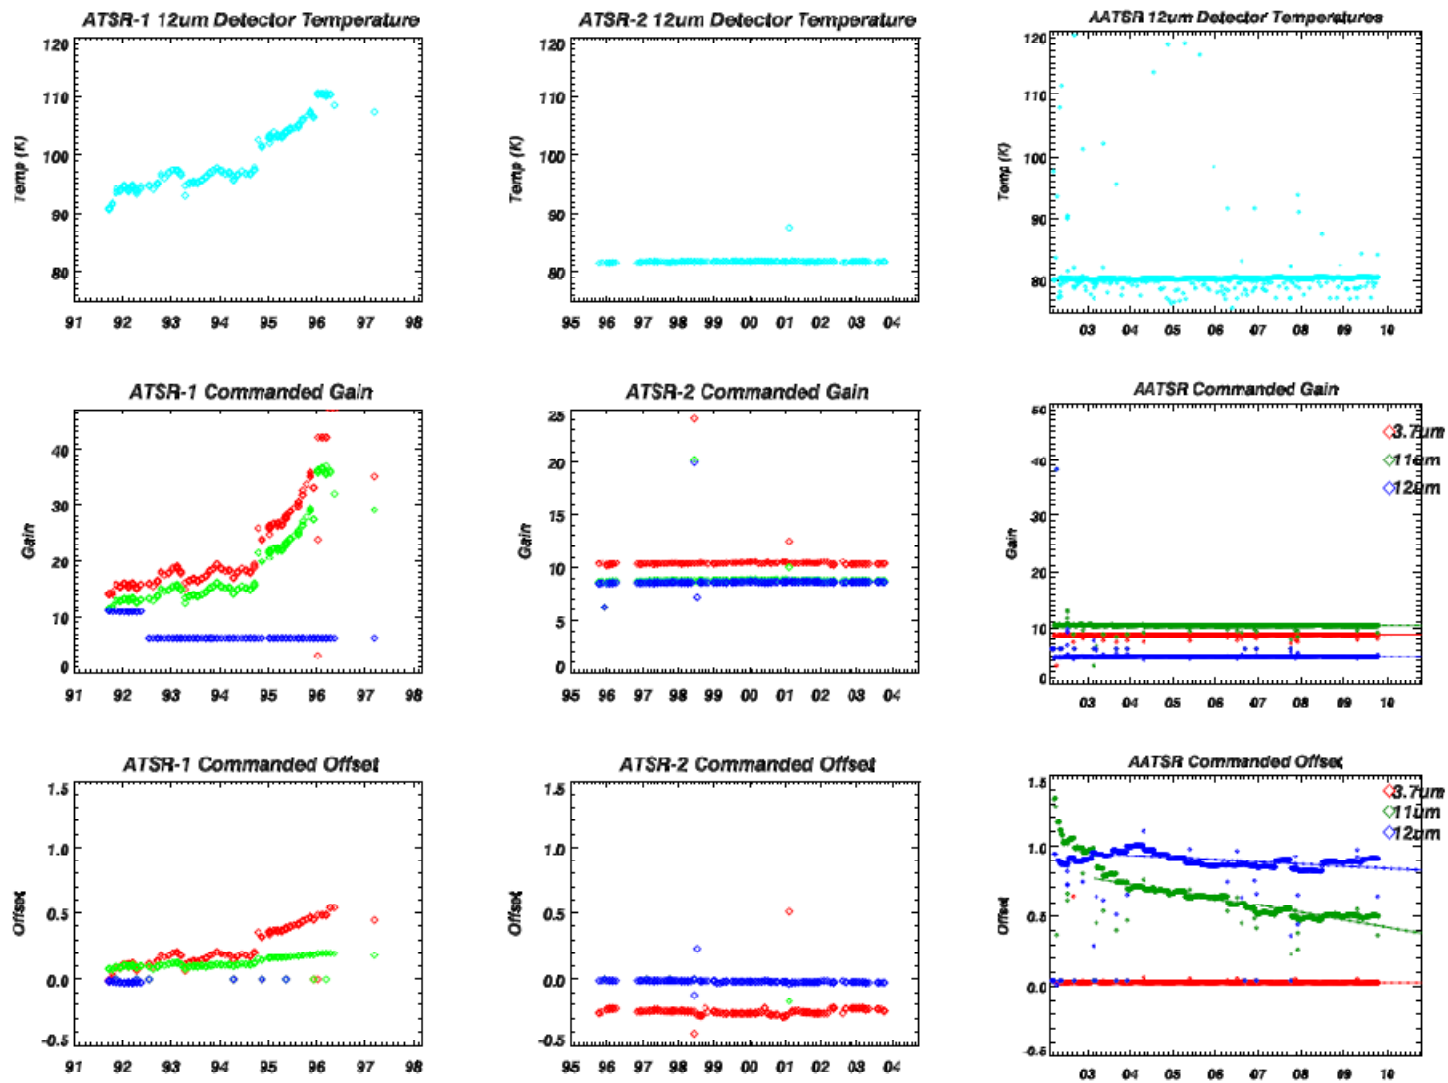 ATSR-1 12um Detector Temperature
120
110
100
90
80
Temp (K)
91 92 93 94 95 96 97 98
ATSR-2 12um Detector Temperature
120
110
100
90
80
Temp (K)
95 96 97 98 99 00 01 02 03 04
AATSR 12um Detector Temperatures
120
110
100
90
80
Temp (K)
03 04 05 06 07 08 09 10
ATSR-1 Commanded Gain
40
30
20
10
0
Gain
91 92 93 94 95 96 97 98
ATSR-2 Commanded Gain
25
20
15
10
5
0
Gain
95 96 97 98 99 00 01 02 03 04
AATSR Commanded Gain
50
40
30
20
10
0
Gain
3.7um
11um
12um
03 04 05 06 07 08 09 10
ATSR-1 Commanded Offset
1.5
1.0
0.5
0.0
-0.5
Offset
91 92 93 94 95 96 97 98
ATSR-2 Commanded Offset
1.5
1.0
0.5
0.0
-0.5
Offset
95 96 97 98 99 00 01 02 03 04
AATSR Commanded Offset
1.5
1.0
0.5
0.0
-0.5
Offset
3.7um
11um
12um
03 04 05 06 07 08 09 10